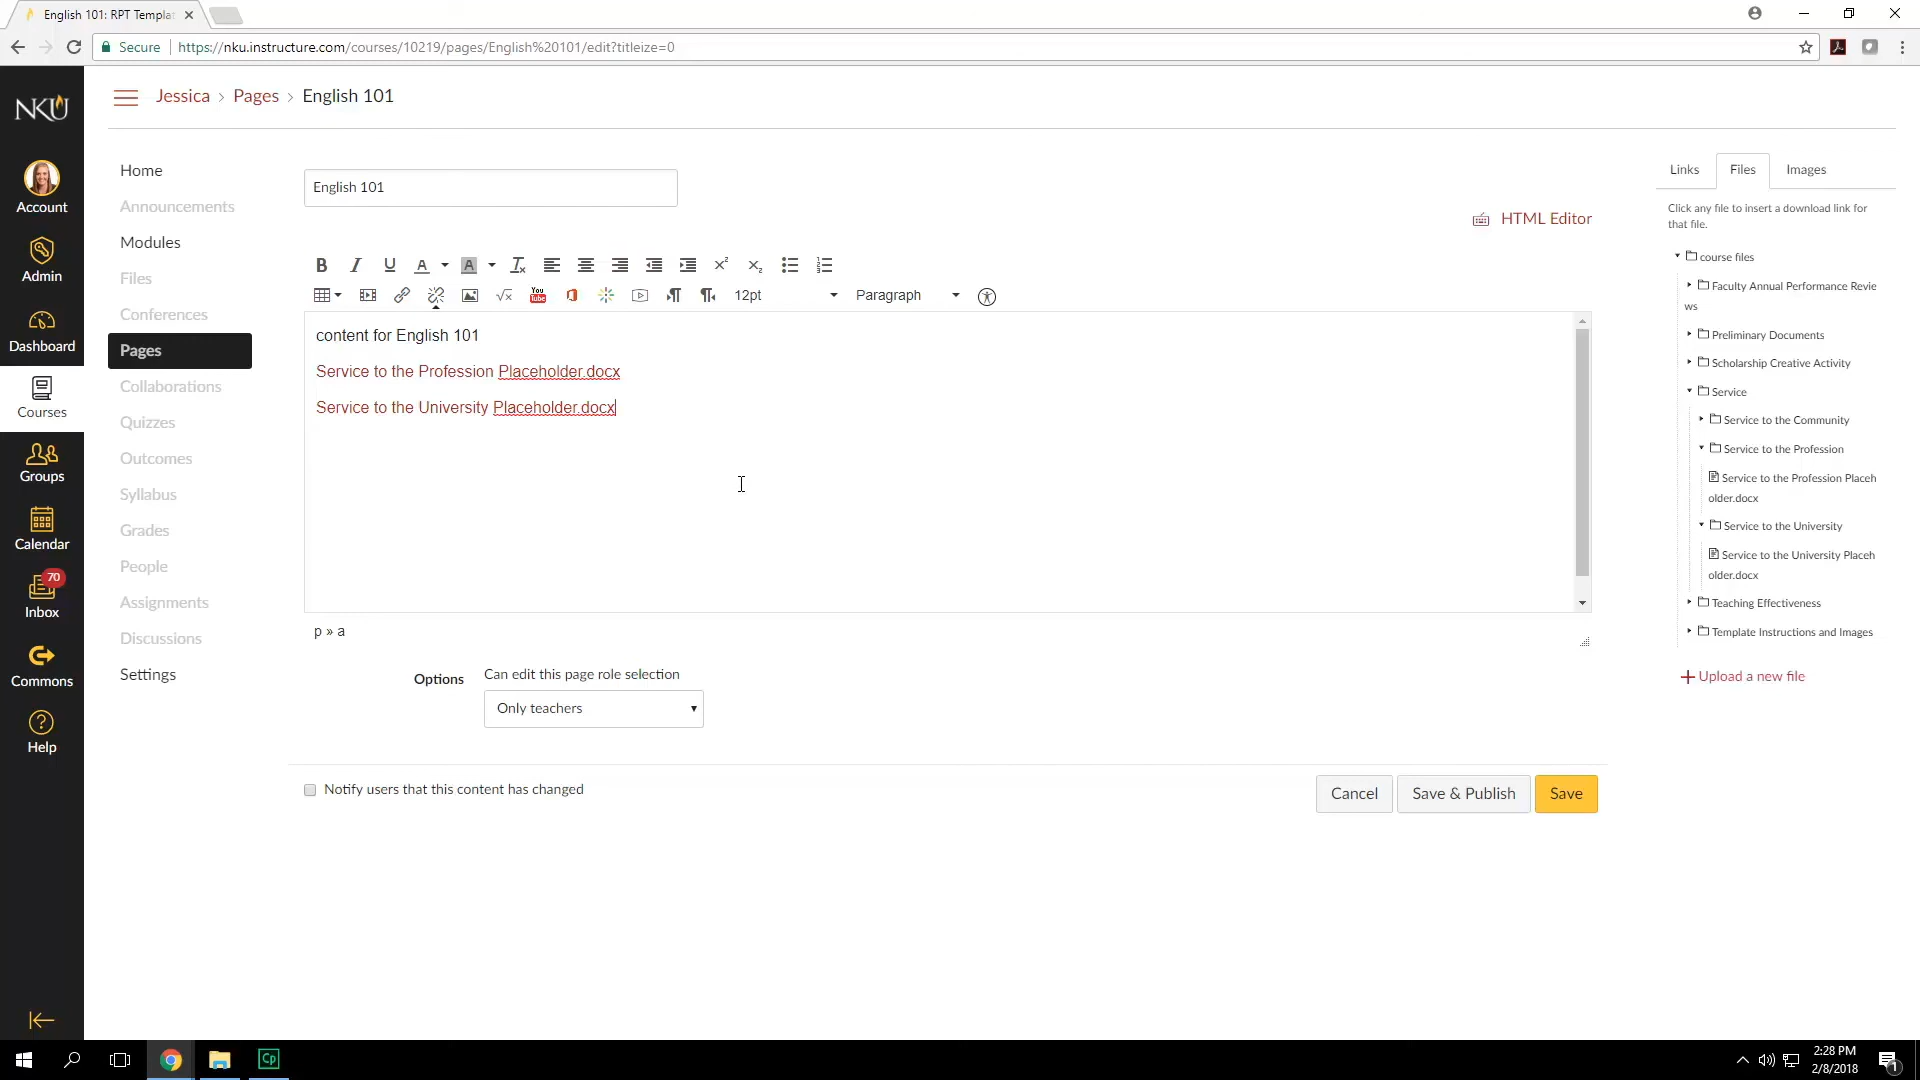 English 101: RPT Templa
Secure
https://nku.instructure.com/courses/10219/pages/English%20101/edit?titleize=0
NKU
Jessica › Pages › English 101
Account
Admin
Dashboard
Courses
Groups
Calendar
70
Inbox
Commons
Help
Home
Announcements
Modules
Files
Conferences
Pages
Collaborations
Quizzes
Outcomes
Syllabus
Grades
People
Assignments
Discussions
Settings
English 101
HTML Editor
12pt
Paragraph
content for English 101
Service to the Profession Placeholder.docx
Service to the University Placeholder.docx
p » a
Options
Can edit this page role selection
Only teachers
Notify users that this content has changed
Cancel
Save & Publish
Save
Links
Files
Images
Click any file to insert a download link for
that file.
course files
Faculty Annual Performance Revie
ws
Preliminary Documents
Scholarship Creative Activity
Service
Service to the Community
Service to the Profession
Service to the Profession Placeh
older.docx
Service to the University
Service to the University Placeh
older.docx
Teaching Effectiveness
Template Instructions and Images
Upload a new file
Cp
2:28 PM
2/8/2018
1